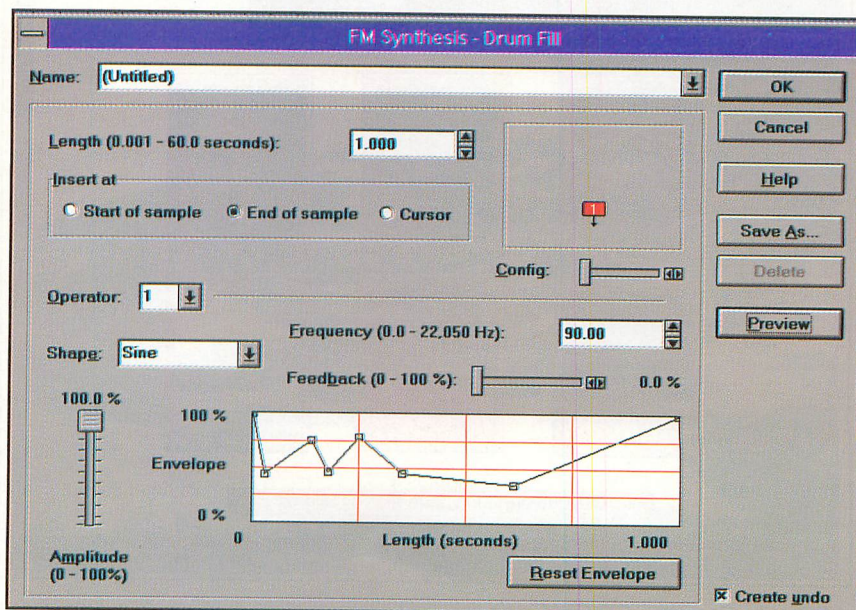 FM Synthesis - Drum Fill
Name: (Untitled)
OK
Cancel
Help
Save As...
Delete
Preview
Length (0.001 - 60.0 seconds): 1.000
Insert at
Start of sample End of sample Cursor
1
Config:
Operator: 1
Frequency (0.0 - 22,050 Hz): 90.00
Shape: Sine
Feedback (0 - 100 %): 0.0 %
100.0 %
100 %
Envelope
0 %
0 Length (seconds) 1.000
Amplitude
(0 - 100%)
Reset Envelope
Create undo